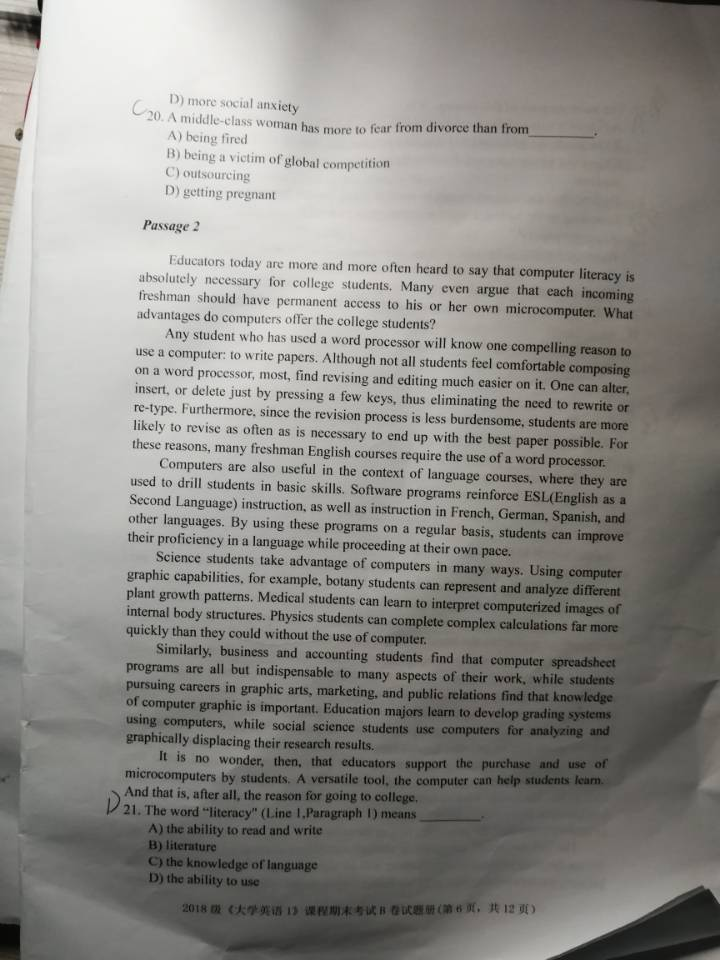 D) more social anxiety
C
20. A middle-class woman has more to fear from divorce than from__________.
A) being fired
B) being a victim of global competition
C) outsourcing
D) getting pregnant
Passage 2
Educators today are more and more often heard to say that computer literacy is
absolutely necessary for college students. Many even argue that each incoming
freshman should have permanent access to his or her own microcomputer. What
advantages do computers offer the college students?
Any student who has used a word processor will know one compelling reason to
use a computer: to write papers. Although not all students feel comfortable composing
on a word processor, most, find revising and editing much easier on it. One can alter,
insert, or delete just by pressing a few keys, thus eliminating the need to rewrite or
re-type. Furthermore, since the revision process is less burdensome, students are more
likely to revise as often as is necessary to end up with the best paper possible. For
these reasons, many freshman English courses require the use of a word processor.
Computers are also useful in the context of language courses, where they are
used to drill students in basic skills. Software programs reinforce ESL(English as a
Second Language) instruction, as well as instruction in French, German, Spanish, and
other languages. By using these programs on a regular basis, students can improve
their proficiency in a language while proceeding at their own pace.
Science students take advantage of computers in many ways. Using computer
graphic capabilities, for example, botany students can represent and analyze different
plant growth patterns. Medical students can learn to interpret computerized images of
internal body structures. Physics students can complete complex calculations far more
quickly than they could without the use of computer.
Similarly, business and accounting students find that computer spreadsheet
programs are all but indispensable to many aspects of their work, while students
pursuing careers in graphic arts, marketing, and public relations find that knowledge
of computer graphic is important. Education majors learn to develop grading systems
using computers, while social science students use computers for analyzing and
graphically displacing their research results.
It is no wonder, then, that educators support the purchase and use of
microcomputers by students. A versatile tool, the computer can help students learn.
And that is, after all, the reason for going to college.
D
21. The word "literacy" (Line 1,Paragraph 1) means __________.
A) the ability to read and write
B) literature
C) the knowledge of language
D) the ability to use
2018 级《大学英语 1》课程期末考试 B 卷试题册(第 6 页，共 12 页)